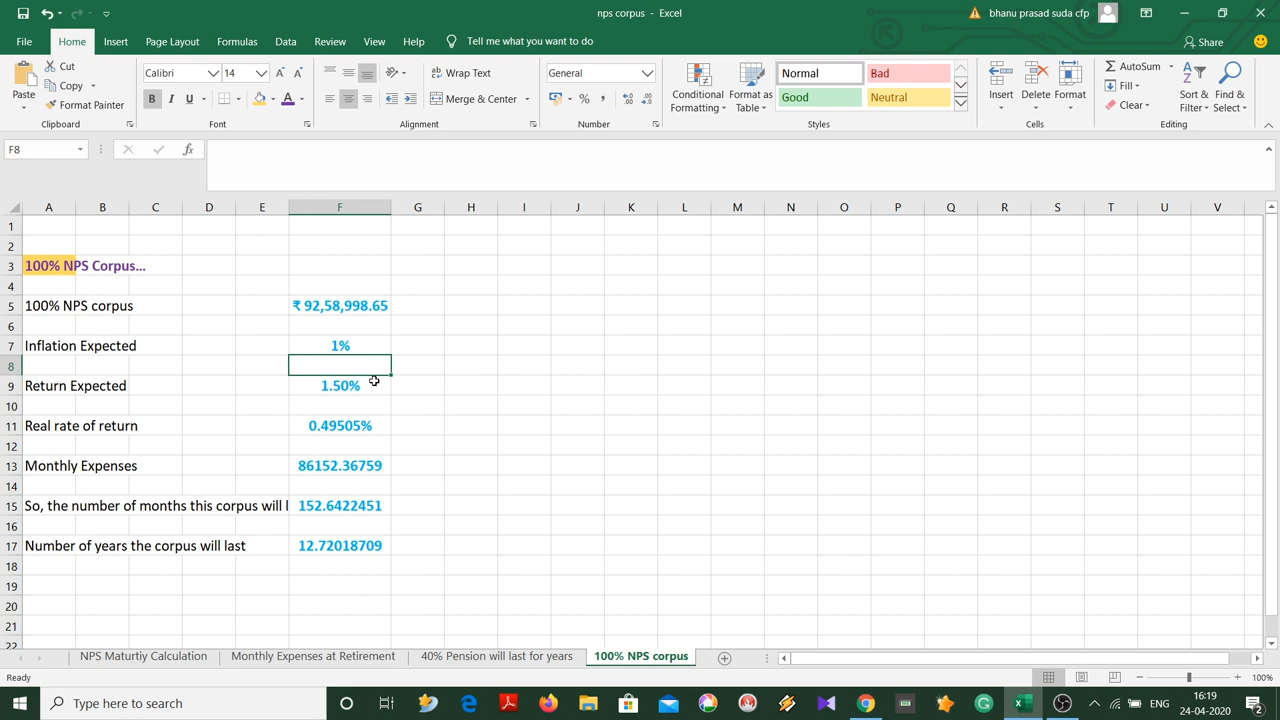 nps corpus - Excel
bhanu prasad suda cfp
File Home Insert Page Layout Formulas Data Review View Help Tell me what you want to do Share
Paste
Cut
Copy
Format Painter
Clipboard
Calibri 14
B I U
Font
Wrap Text
Merge & Center
Alignment
General
% ,
Number
Conditional Formatting
Format as Table
Normal Bad
Good Neutral
Styles
Insert Delete Format
Cells
AutoSum
Fill
Clear
Sort & Filter
Find & Select
Editing
F8
fx
A B C D E F G H I J K L M N O P Q R S T U V
1
2
3 100% NPS Corpus...
4
5 100% NPS corpus ₹ 92,58,998.65
6
7 Inflation Expected 1%
8
9 Return Expected 1.50%
10
11 Real rate of return 0.49505%
12
13 Monthly Expenses 86152.36759
14
15 So, the number of months this corpus will l 152.6422451
16
17 Number of years the corpus will last 12.72018709
18
19
20
21
22
NPS Maturtiy Calculation Monthly Expenses at Retirement 40% Pension will last for years 100% NPS corpus
Ready
100%
Type here to search
ENG
16:19
24-04-2020